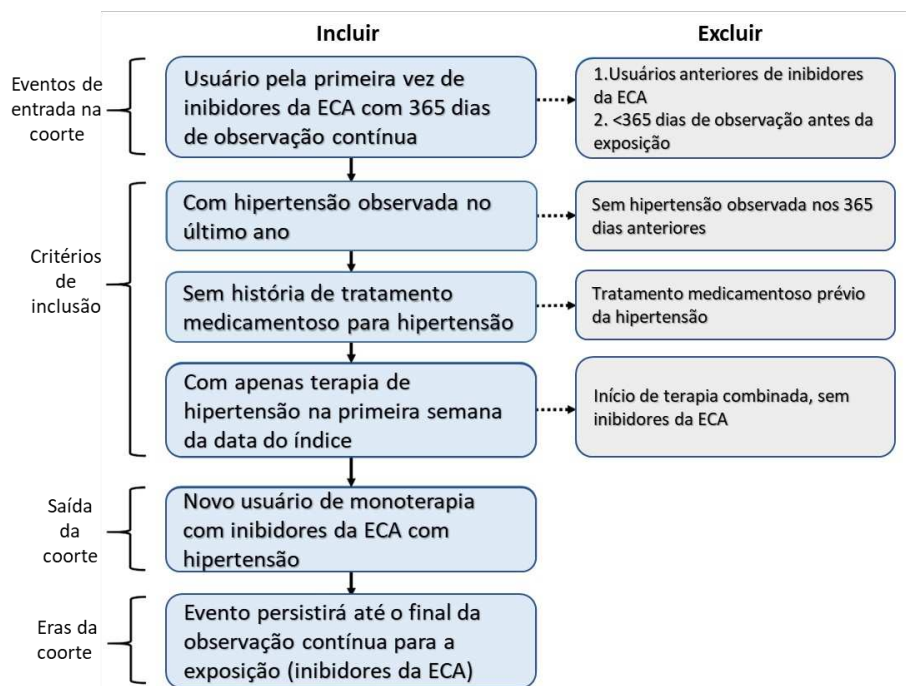 Incluir
Excluir
Eventos de
entrada na
coorte
Usuário pela primeira vez de
inibidores da ECA com 365 dias
de observação contínua
1.Usuários anteriores de inibidores
da ECA
2. <365 dias de observação antes da
exposição
Critérios
de
inclusão
Com hipertensão observada no
último ano
Sem hipertensão observada nos 365
dias anteriores
Sem história de tratamento
medicamentoso para hipertensão
Tratamento medicamentoso prévio
da hipertensão
Com apenas terapia de
hipertensão na primeira semana
da data do índice
Início de terapia combinada, sem
inibidores da ECA
Saída
da
coorte
Novo usuário de monoterapia
com inibidores da ECA com
hipertensão
Eras da
coorte
Evento persistirá até o final da
observação contínua para a
exposição (inibidores da ECA)